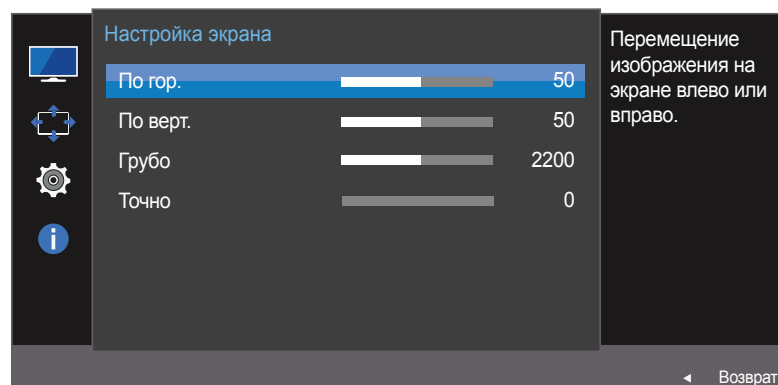 Настройка экрана
По гор. 50
По верт. 50
Грубо 2200
Точно 0
Перемещение
изображения на
экране влево или
вправо.
Возврат